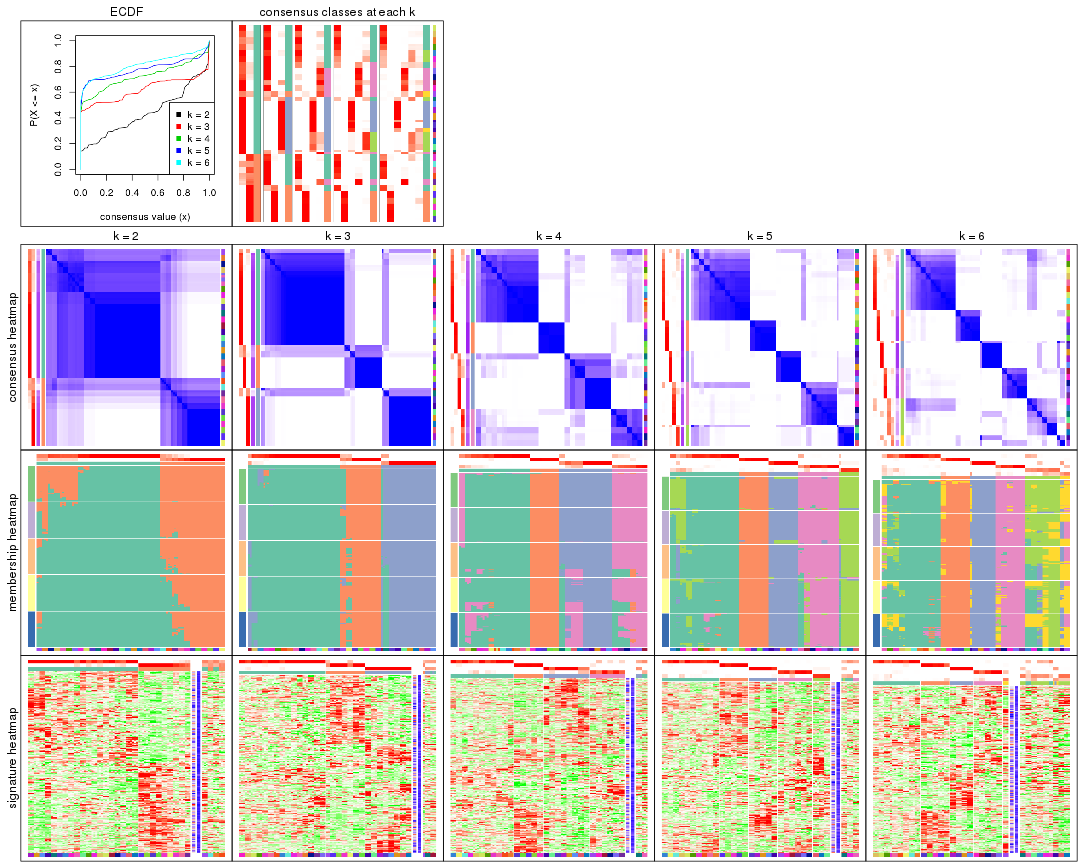 ECDF
consensus classes at each k
P(X <= x)
0.0 0.2 0.4 0.6 0.8 1.0
k = 2
k = 3
k = 4
k = 5
k = 6
0.0 0.2 0.4 0.6 0.8 1.0
consensus value (x)
k = 2
k = 3
k = 4
k = 5
k = 6
consensus heatmap
membership heatmap
signature heatmap